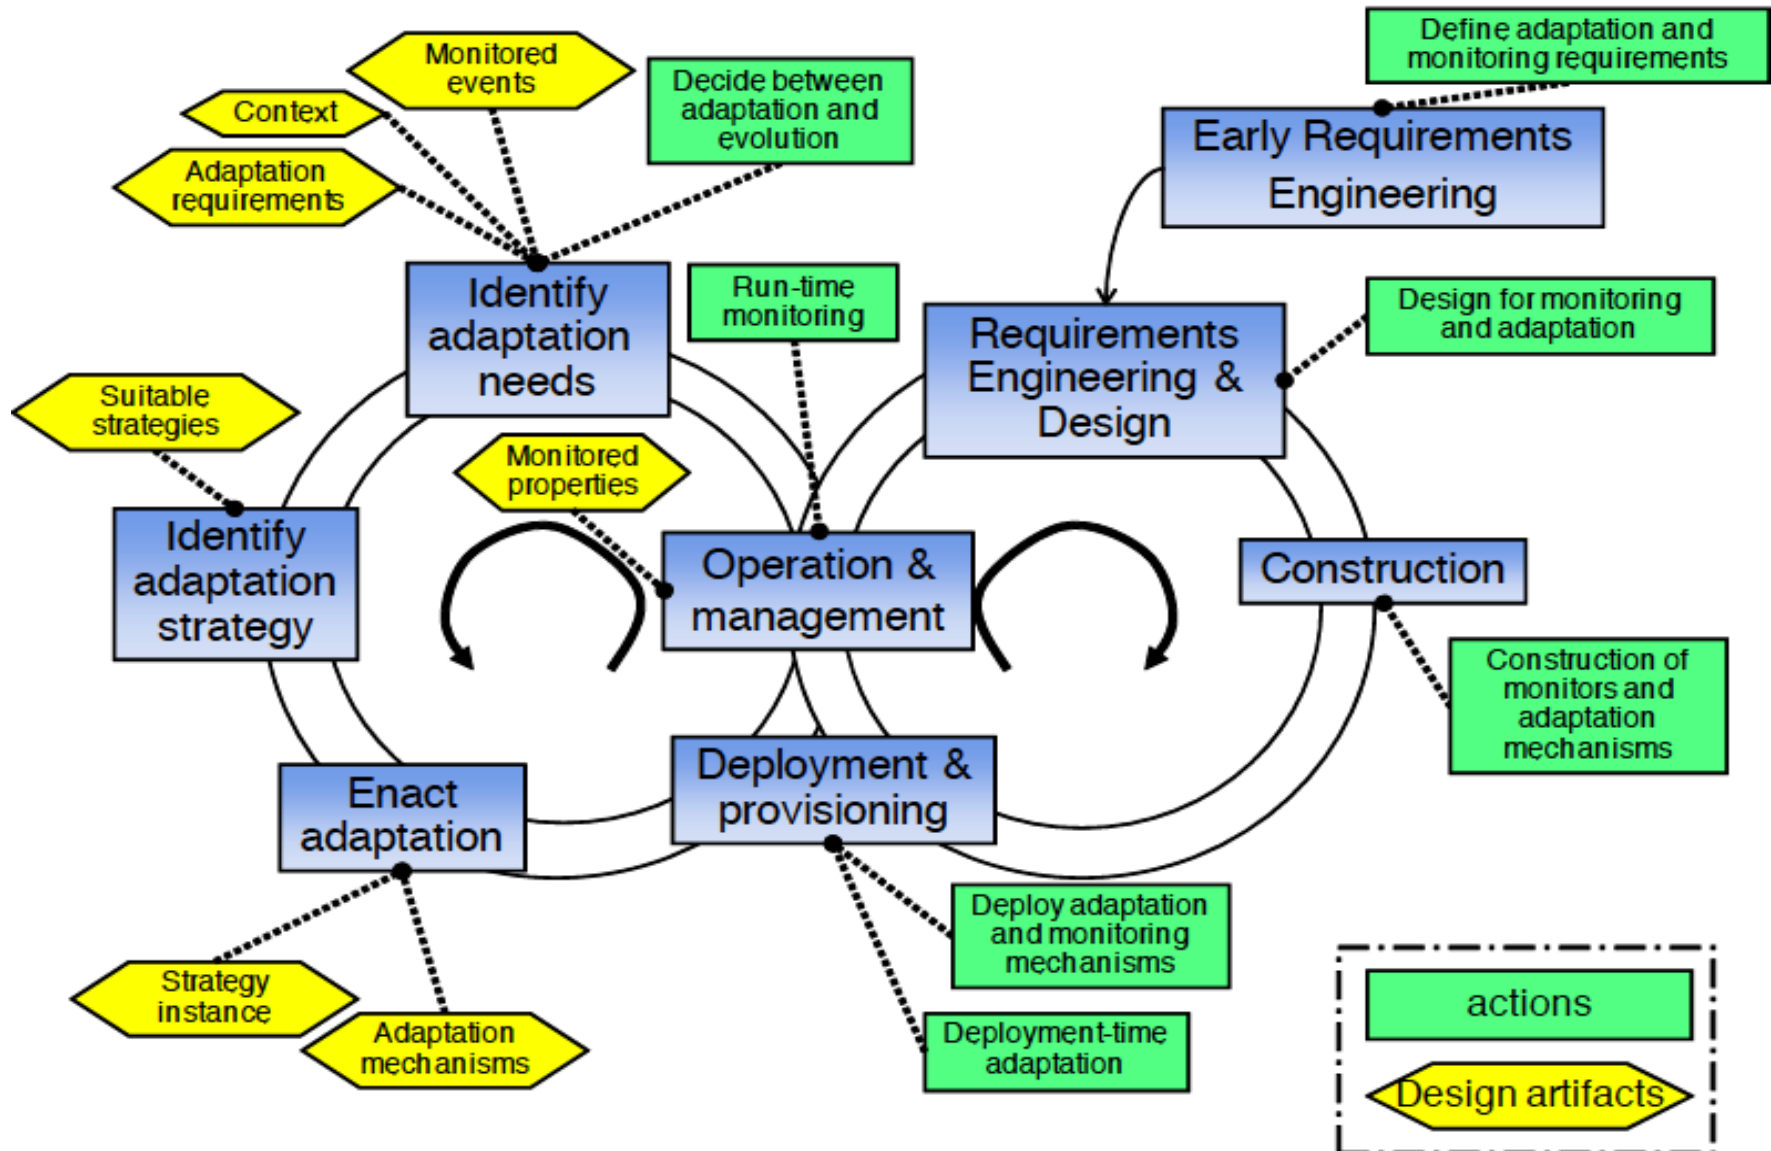 Define adaptation and
monitoring requirements
Monitored
events
Decide between
adaptation and
evolution
Context
Early Requirements
Engineering
Adaptation
requirements
Identify
adaptation
needs
Run-time
monitoring
Design for monitoring
and adaptation
Requirements
Engineering &
Design
Suitable
strategies
Monitored
properties
Identify
adaptation
strategy
Operation &
management
Construction
Construction of
monitors and
adaptation
mechanisms
Enact
adaptation
Deployment &
provisioning
Deploy adaptation
and monitoring
mechanisms
Strategy
instance
Adaptation
mechanisms
Deployment-time
adaptation
actions
Design artifacts